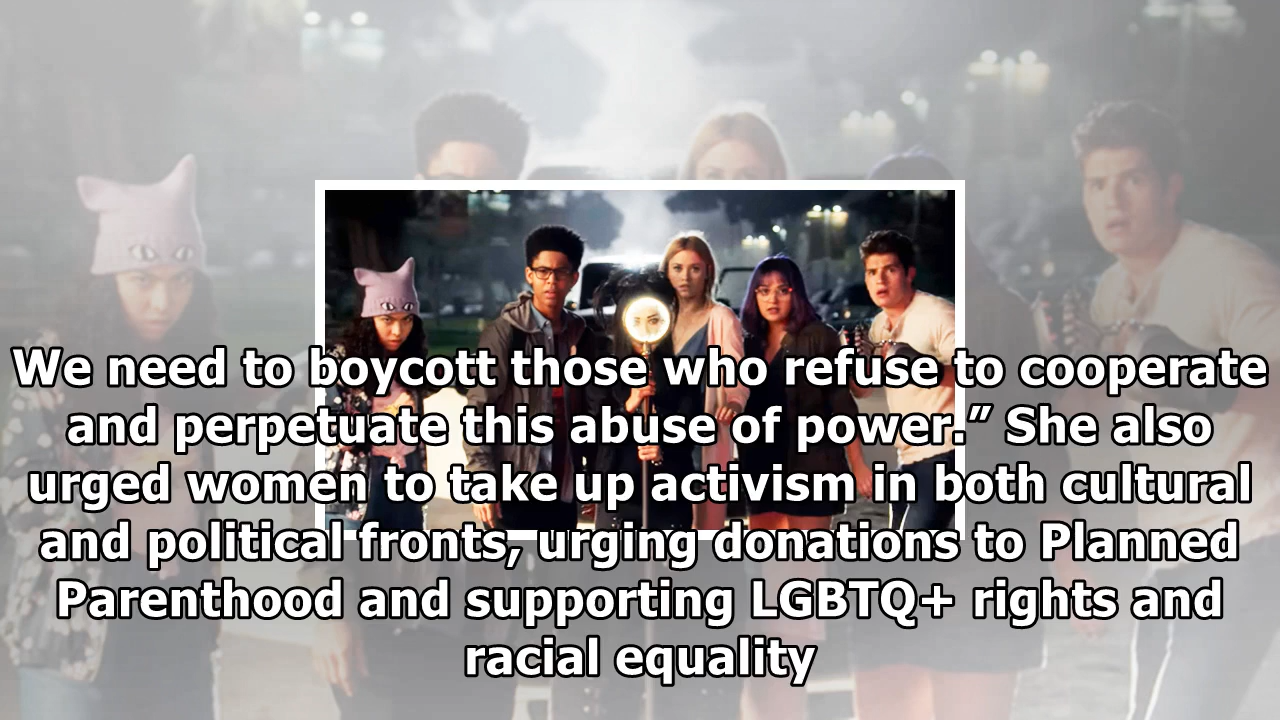 We need to boycott those who refuse to cooperate
and perpetuate this abuse of power.” She also
urged women to take up activism in both cultural
and political fronts, urging donations to Planned
Parenthood and supporting LGBTQ+ rights and
racial equality